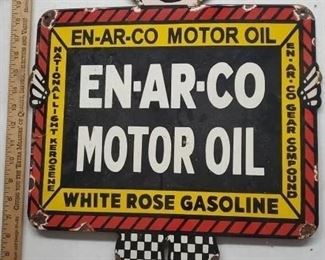 EN-AR-CO MOTOR OIL
NATIONAL LIGHT KEROSENE
EN-AR-CO
MOTOR OIL
EN-AR-CO GEAR COMPOUND
WHITE ROSE GASOLINE